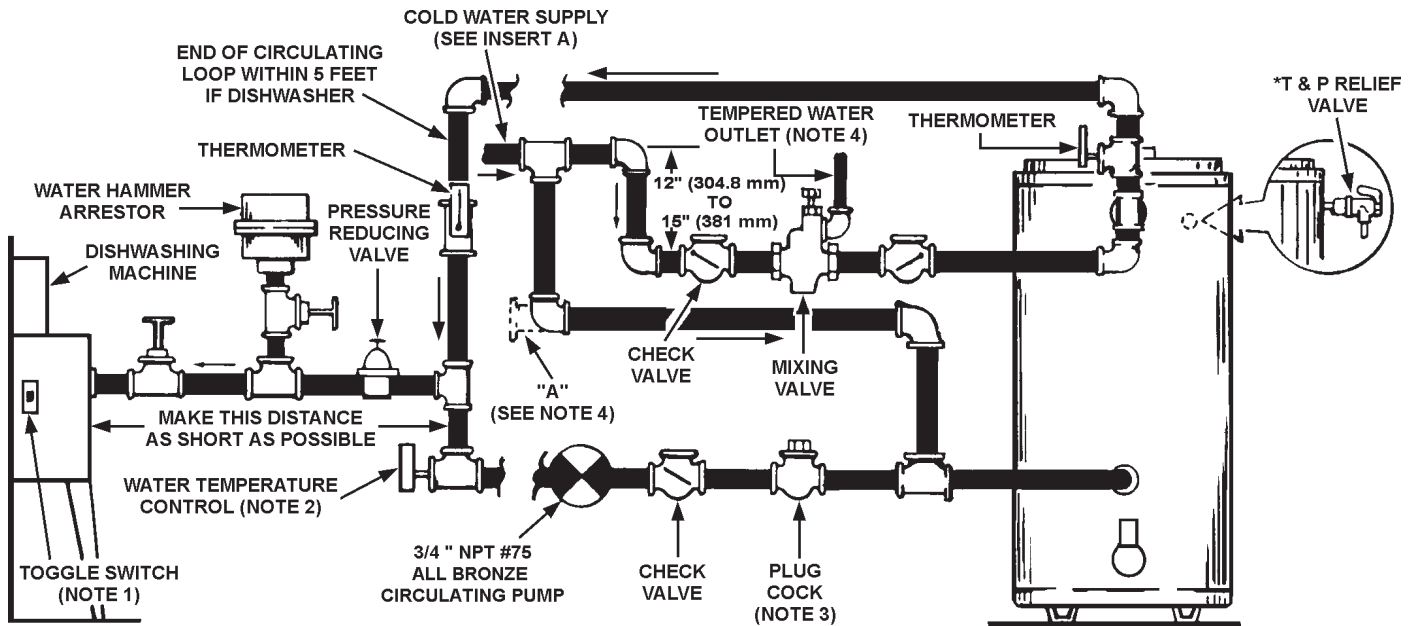 COLD WATER SUPPLY
(SEE INSERT A)
END OF CIRCULATING
LOOP WITHIN 5 FEET
IF DISHWASHER
*T & P RELIEF
VALVE
TEMPERED WATER
OUTLET (NOTE 4)
THERMOMETER
THERMOMETER
12" (304.8 mm)
TO
15" (381 mm)
WATER HAMMER
ARRESTOR
PRESSURE
REDUCING
VALVE
DISHWASHING
MACHINE
CHECK
VALVE
MIXING
VALVE
"A"
(SEE NOTE 4)
MAKE THIS DISTANCE
AS SHORT AS POSSIBLE
WATER TEMPERATURE
CONTROL (NOTE 2)
3/4 " NPT #75
ALL BRONZE
CIRCULATING PUMP
CHECK
VALVE
PLUG
COCK
(NOTE 3)
TOGGLE SWITCH
(NOTE 1)